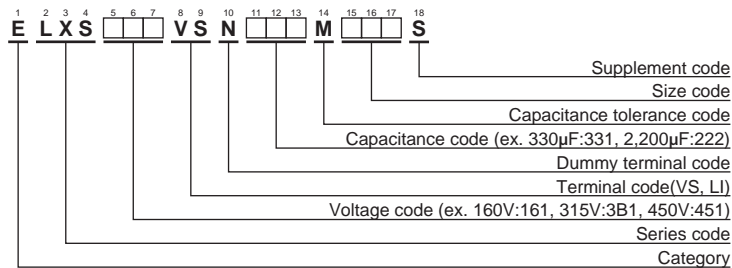 1 2 3 4 5 6 7 8 9 10 11 12 13 14 15 16 17 18
E L X S V S N M S
Supplement code
Size code
Capacitance tolerance code
Capacitance code (ex. 330μF:331, 2,200μF:222)
Dummy terminal code
Terminal code(VS, LI)
Voltage code (ex. 160V:161, 315V:3B1, 450V:451)
Series code
Category